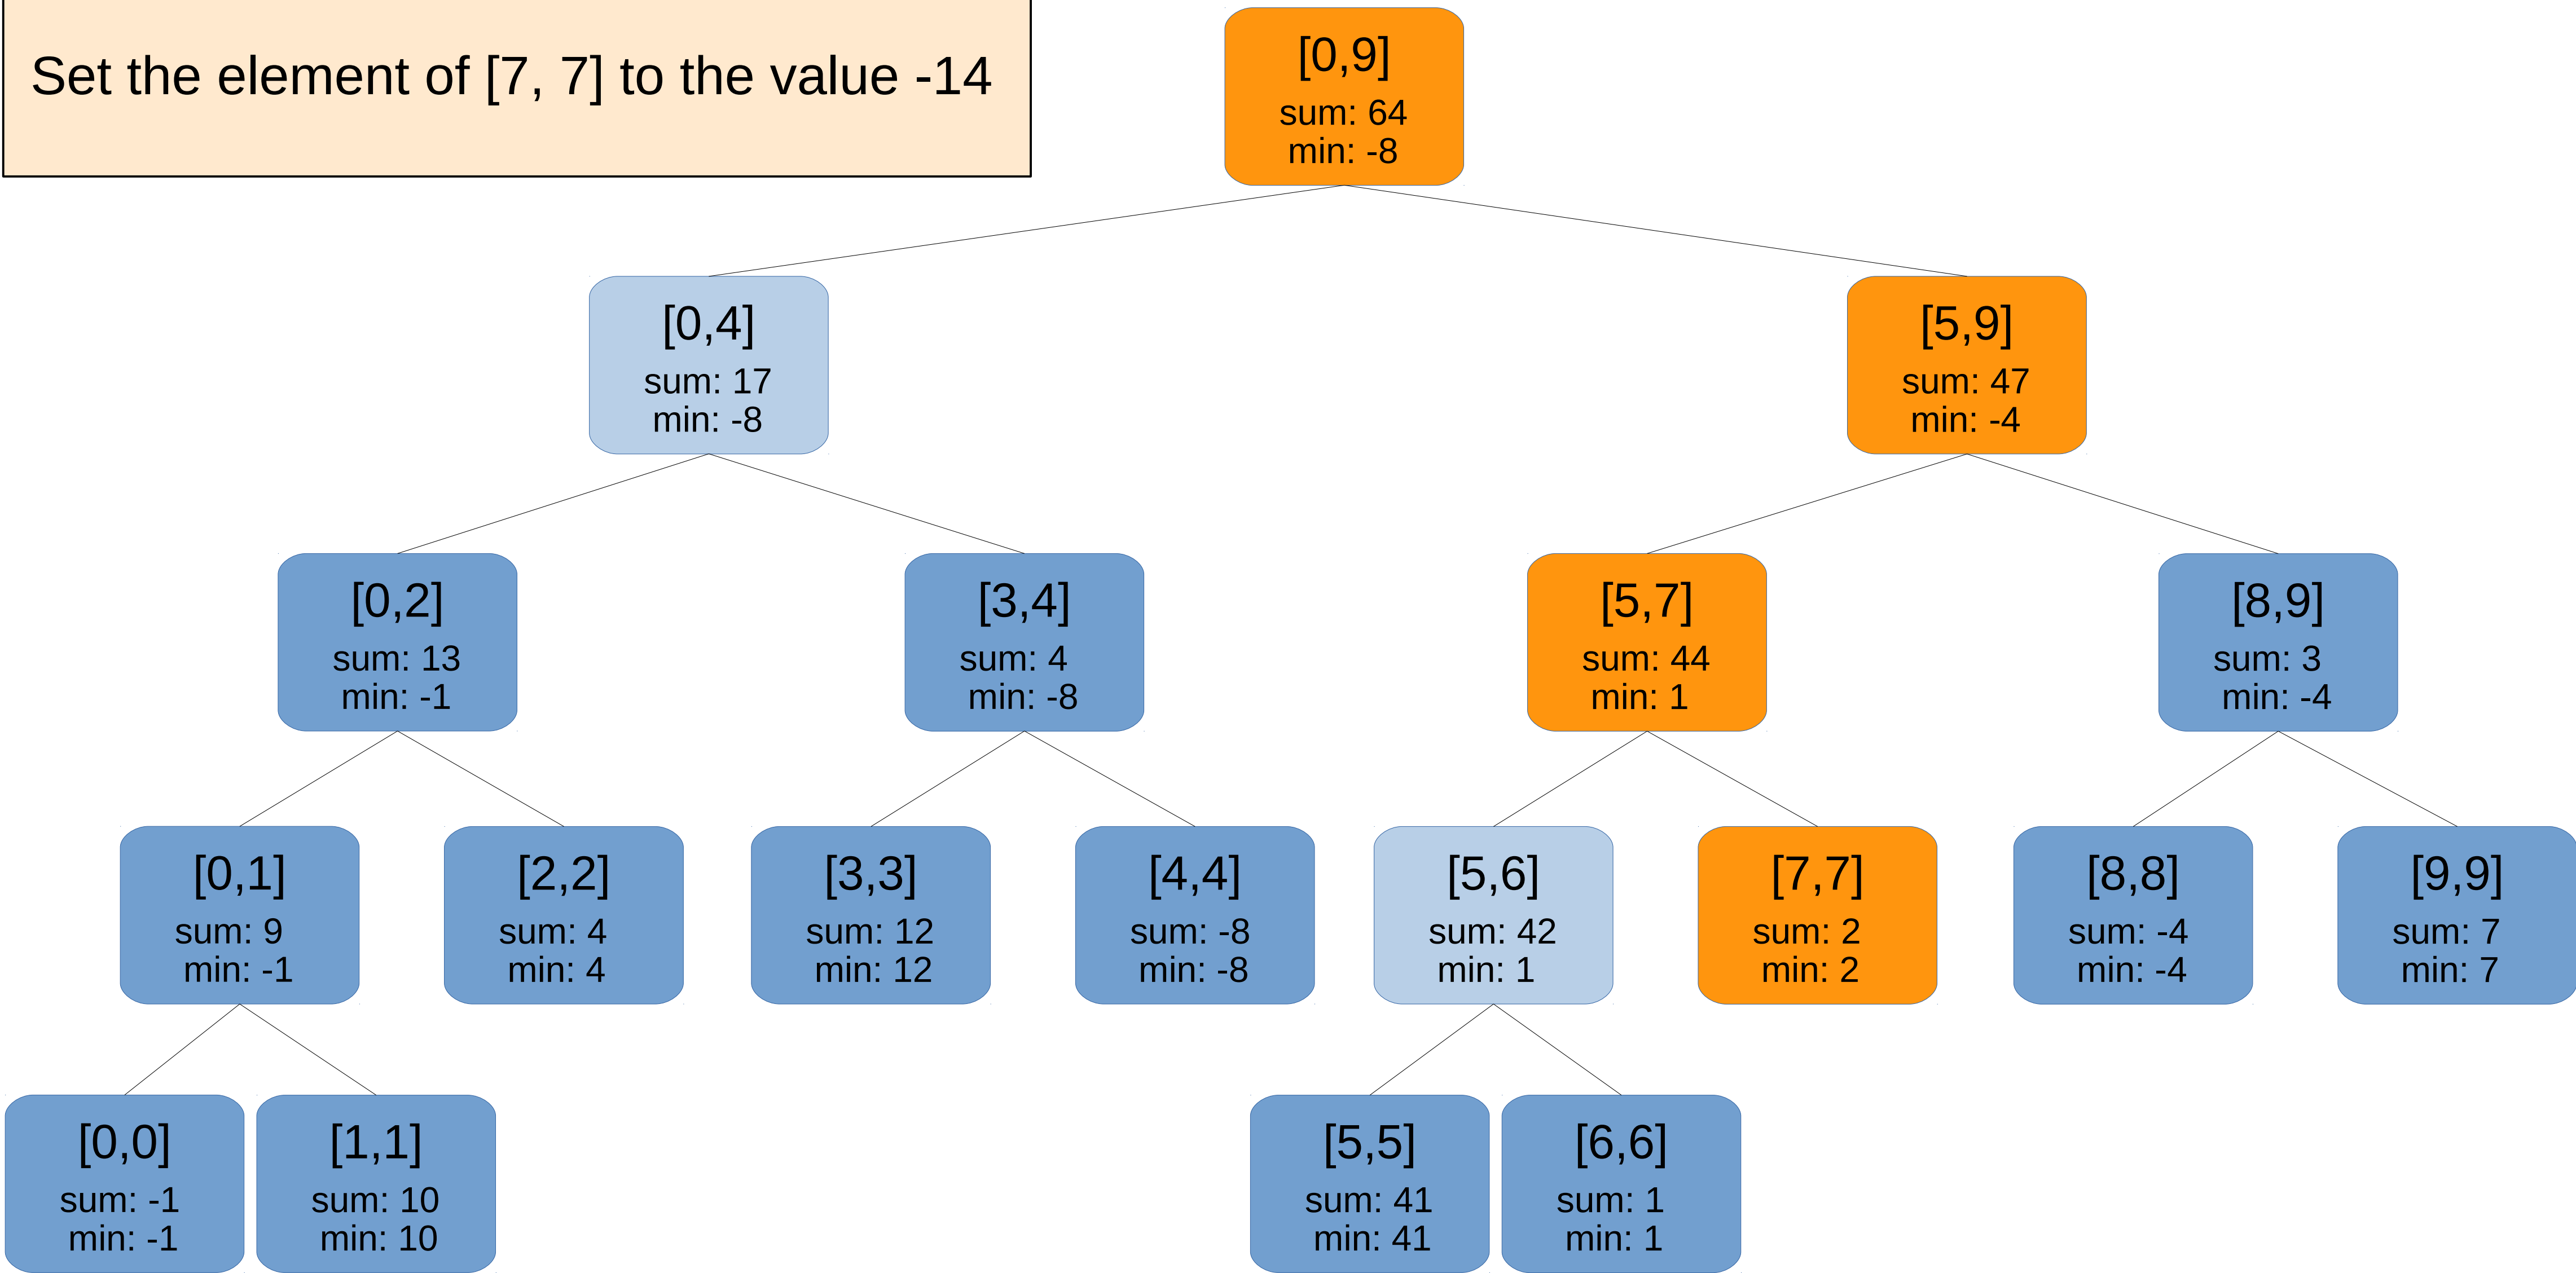 Set the element of [7, 7] to the value -14
[0,9]
sum: 64
min: -8
[0,4]
sum: 17
min: -8
[5,9]
sum: 47
min: -4
[0,2]
sum: 13
min: -1
[3,4]
sum: 4
min: -8
[5,7]
sum: 44
min: 1
[8,9]
sum: 3
min: -4
[0,1]
sum: 9
min: -1
[2,2]
sum: 4
min: 4
[3,3]
sum: 12
min: 12
[4,4]
sum: -8
min: -8
[5,6]
sum: 42
min: 1
[7,7]
sum: 2
min: 2
[8,8]
sum: -4
min: -4
[9,9]
sum: 7
min: 7
[0,0]
sum: -1
min: -1
[1,1]
sum: 10
min: 10
[5,5]
sum: 41
min: 41
[6,6]
sum: 1
min: 1